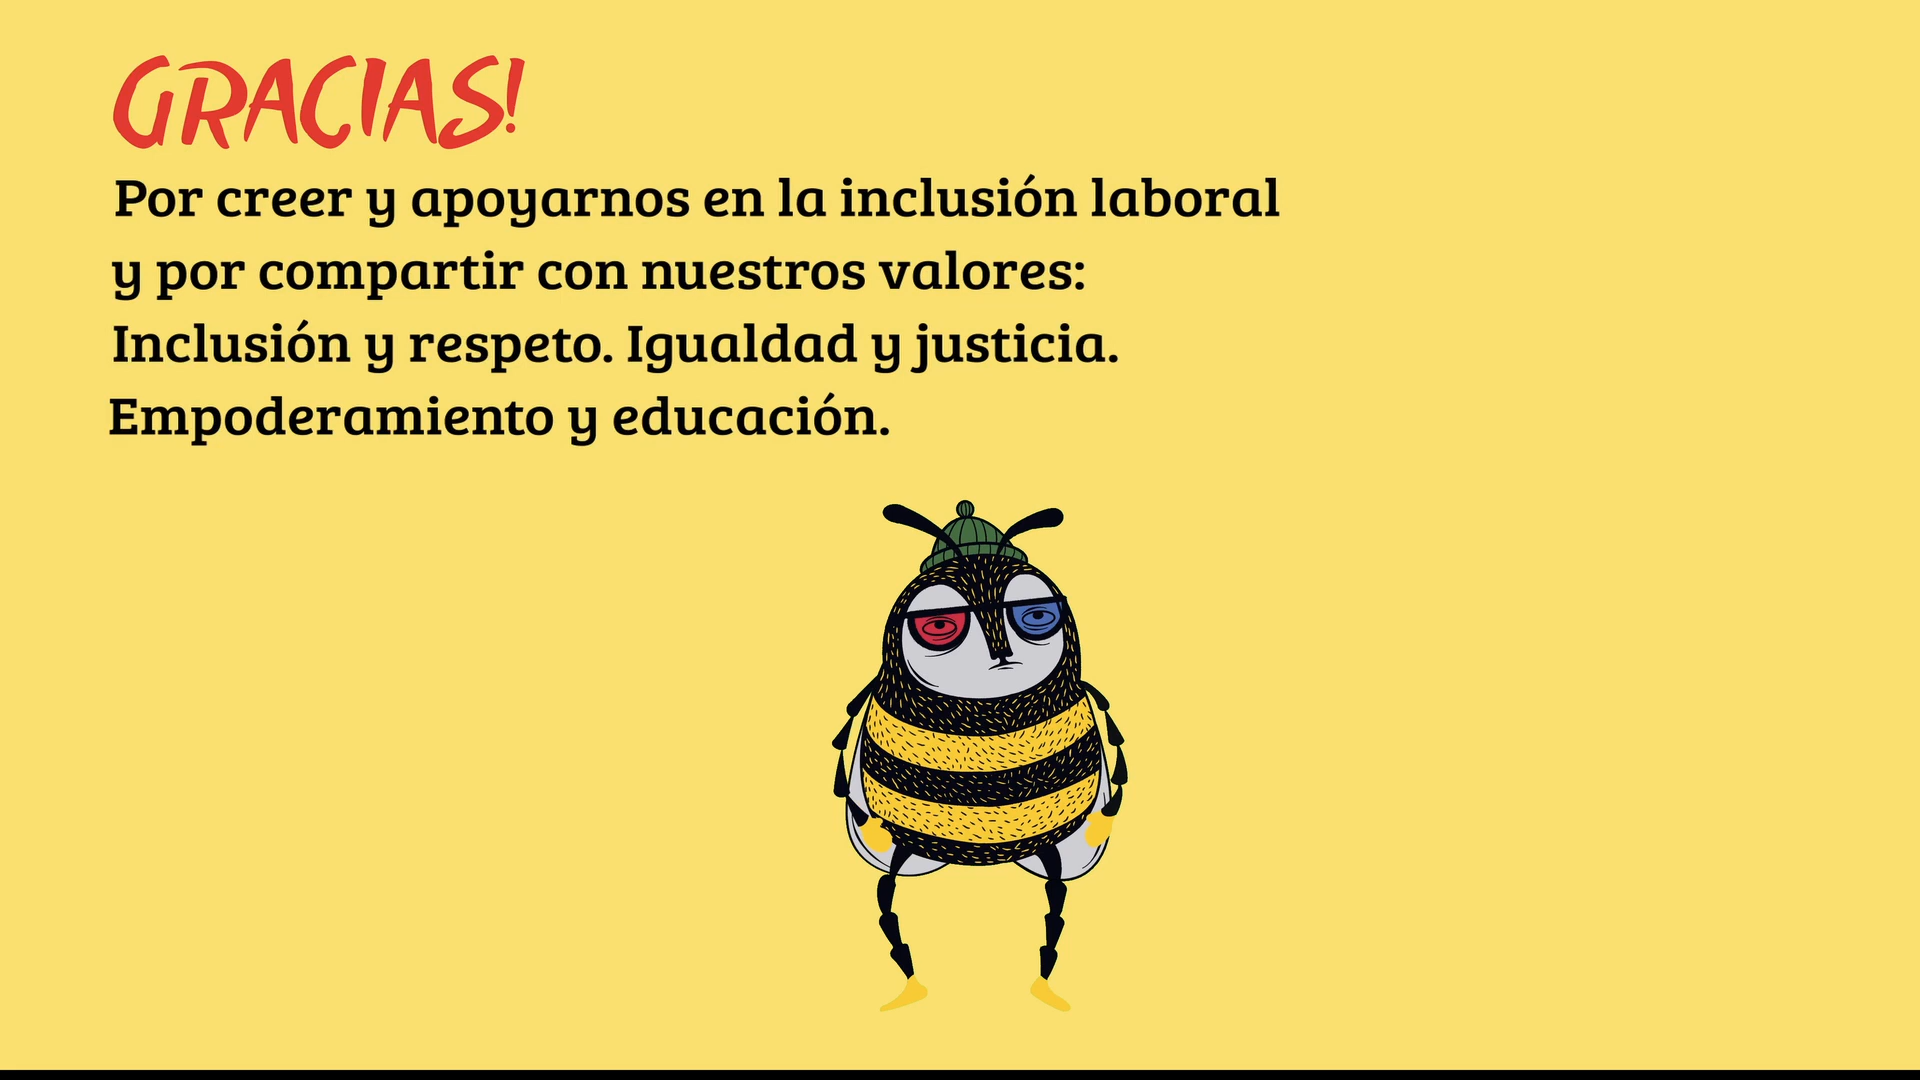 GRACIAS!
Por creer y apoyarnos en la inclusión laboral
y por compartir con nuestros valores:
Inclusión y respeto. Igualdad y justicia.
Empoderamiento y educación.